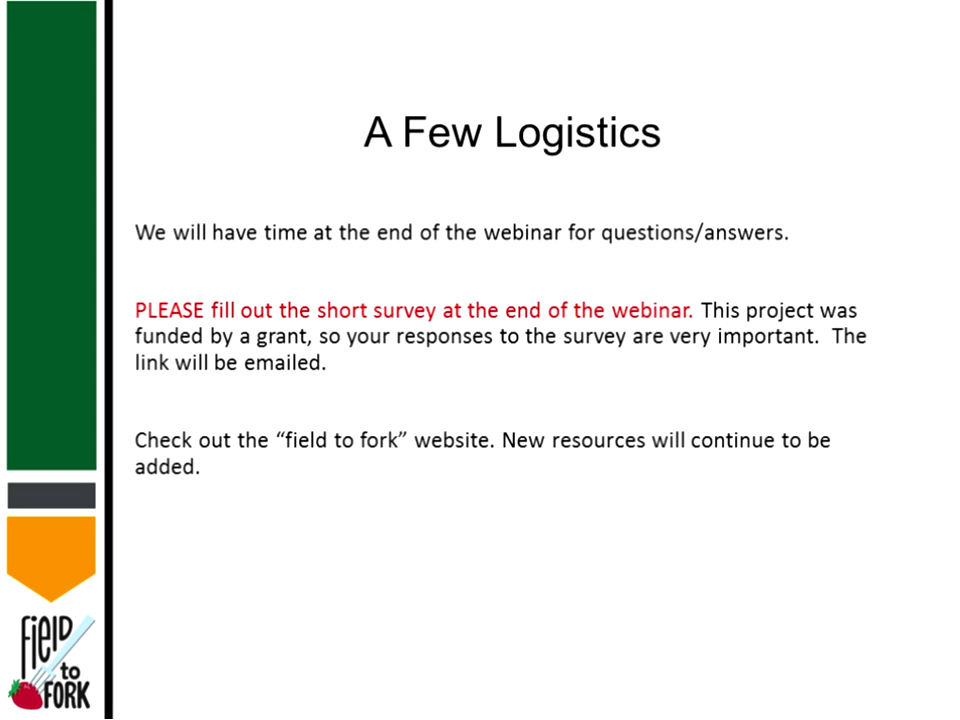 A Few Logistics
We will have time at the end of the webinar for questions/answers.
PLEASE fill out the short survey at the end of the webinar. This project was
funded by a grant, so your responses to the survey are very important.  The
link will be emailed.
Check out the “field to fork” website. New resources will continue to be
added.
FiElD
to
FORK